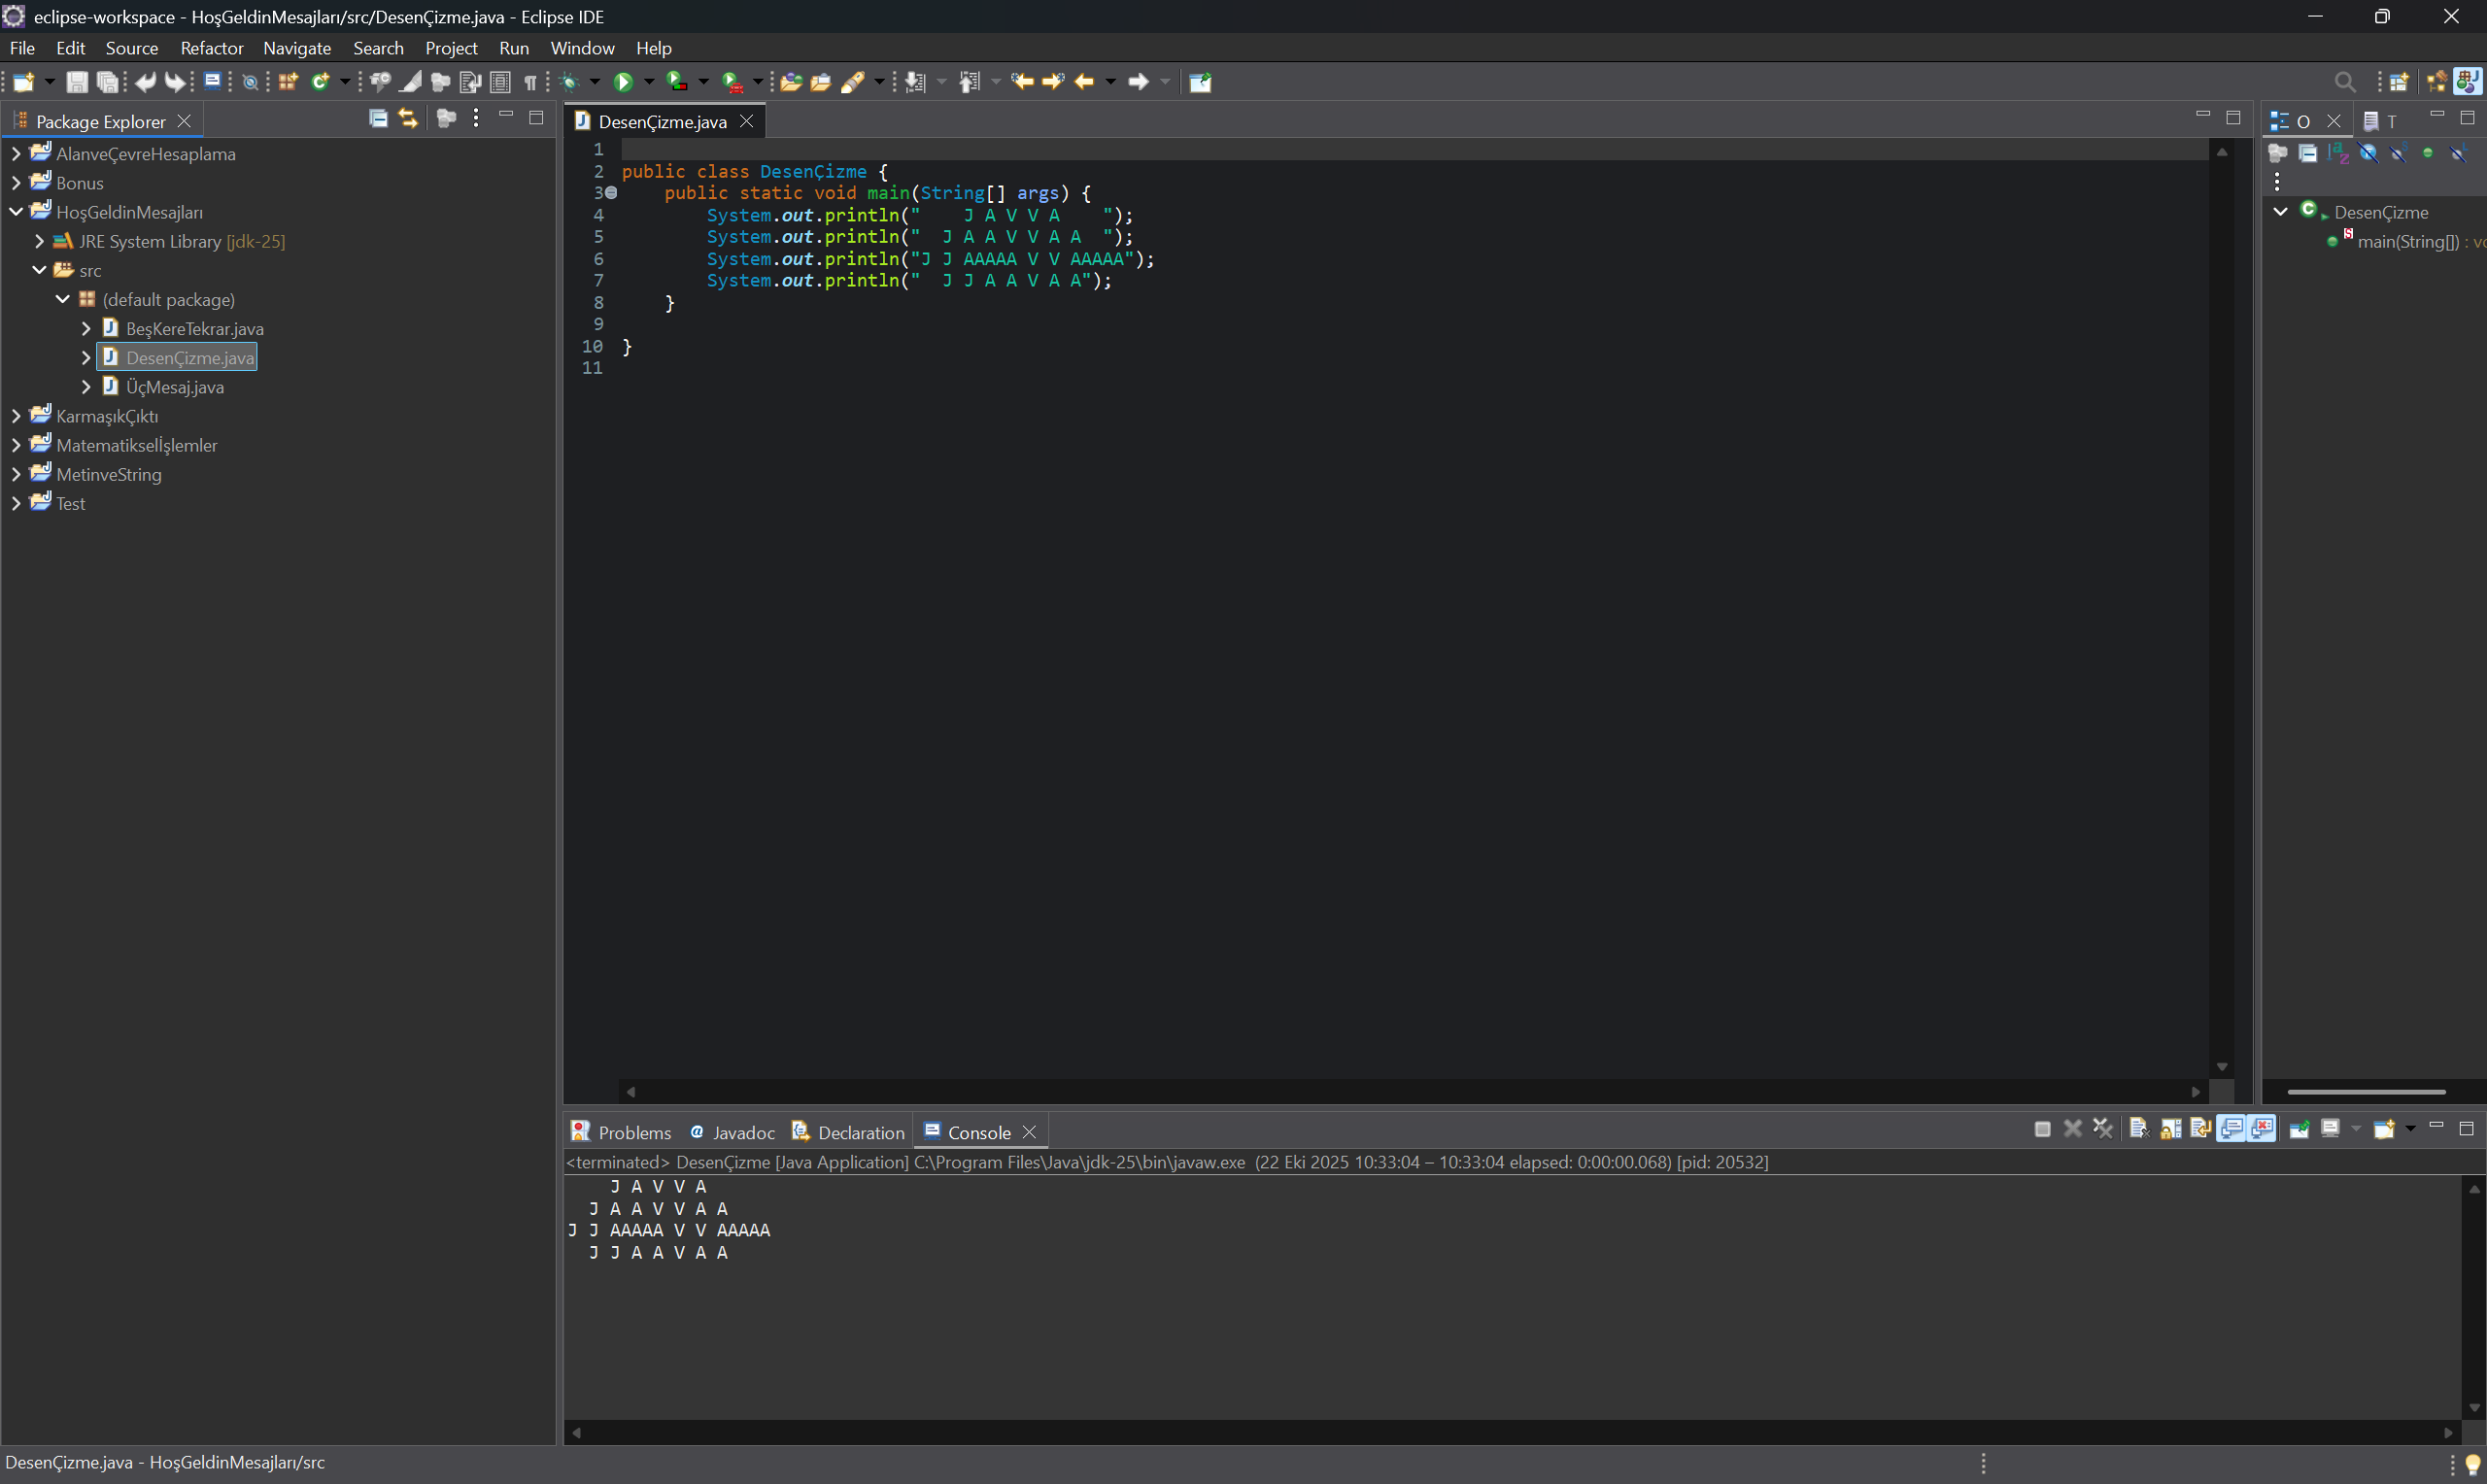 eclipse-workspace - HoşGeldinMesajları/src/DesenÇizme.java - Eclipse IDE
File Edit Source Refactor Navigate Search Project Run Window Help
Package Explorer
AlanveÇevreHesaplama
Bonus
HoşGeldinMesajları
JRE System Library [jdk-25]
src
(default package)
BeşKereTekrar.java
DesenÇizme.java
ÜçMesaj.java
KarmaşıkÇıktı
Matematikselİşlemler
MetinveString
Test
DesenÇizme.java
1
2 public class DesenÇizme {
3     public static void main(String[] args) {
4         System.out.println("    J A V V A    ");
5         System.out.println("  J A A V V A A  ");
6         System.out.println("J J AAAAA V V AAAAA");
7         System.out.println("  J J A A V A A");
8     }
9
10 }
11
O T
DesenÇizme
main(String[]) : vo
Problems Javadoc Declaration Console
<terminated> DesenÇizme [Java Application] C:\Program Files\Java\jdk-25\bin\javaw.exe (22 Eki 2025 10:33:04 – 10:33:04 elapsed: 0:00:00.068) [pid: 20532]
    J A V V A
  J A A V V A A
J J AAAAA V V AAAAA
  J J A A V A A
DesenÇizme.java - HoşGeldinMesajları/src